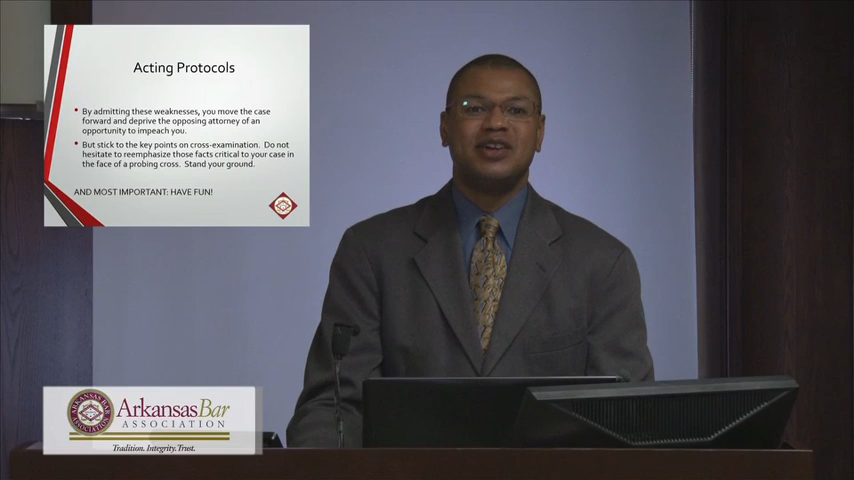 Acting Protocols
• By admitting these weaknesses, you move the case
forward and deprive the opposing attorney of an
opportunity to impeach you.
• But stick to the key points on cross-examination. Do not
hesitate to reemphasize those facts critical to your case in
the face of a probing cross. Stand your ground.
AND MOST IMPORTANT: HAVE FUN!
ARKANSAS BAR
ASSOCIATION
ArkansasBar
ASSOCIATION
Tradition. Integrity. Trust.